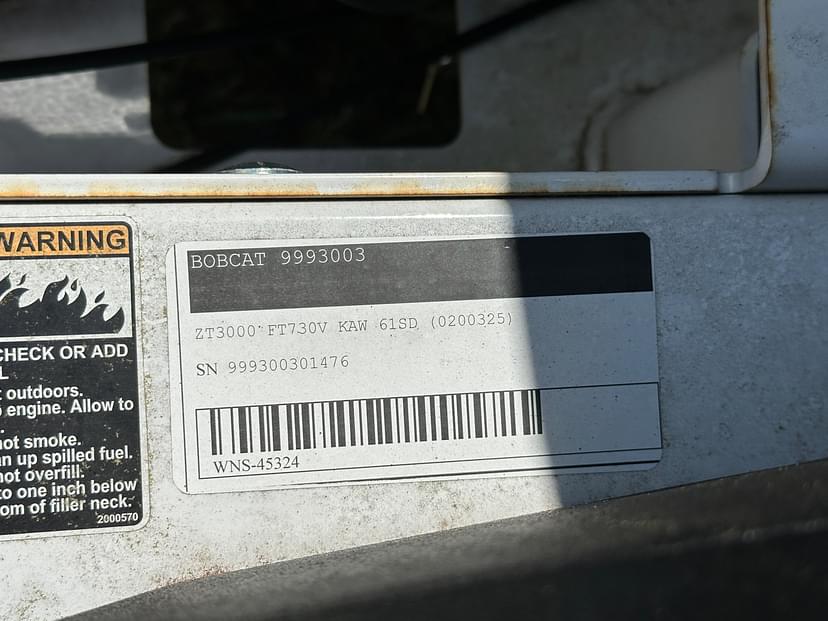 WARNING
CHECK OR ADD
outdoors.
engine. Allow to
not smoke.
up spilled fuel.
not overfill.
to one inch below
of filler neck.
2000570
BOBCAT 9993003
ZT3000 FT730V KAW 61SD (0200325)
SN 999300301476
WNS-45324